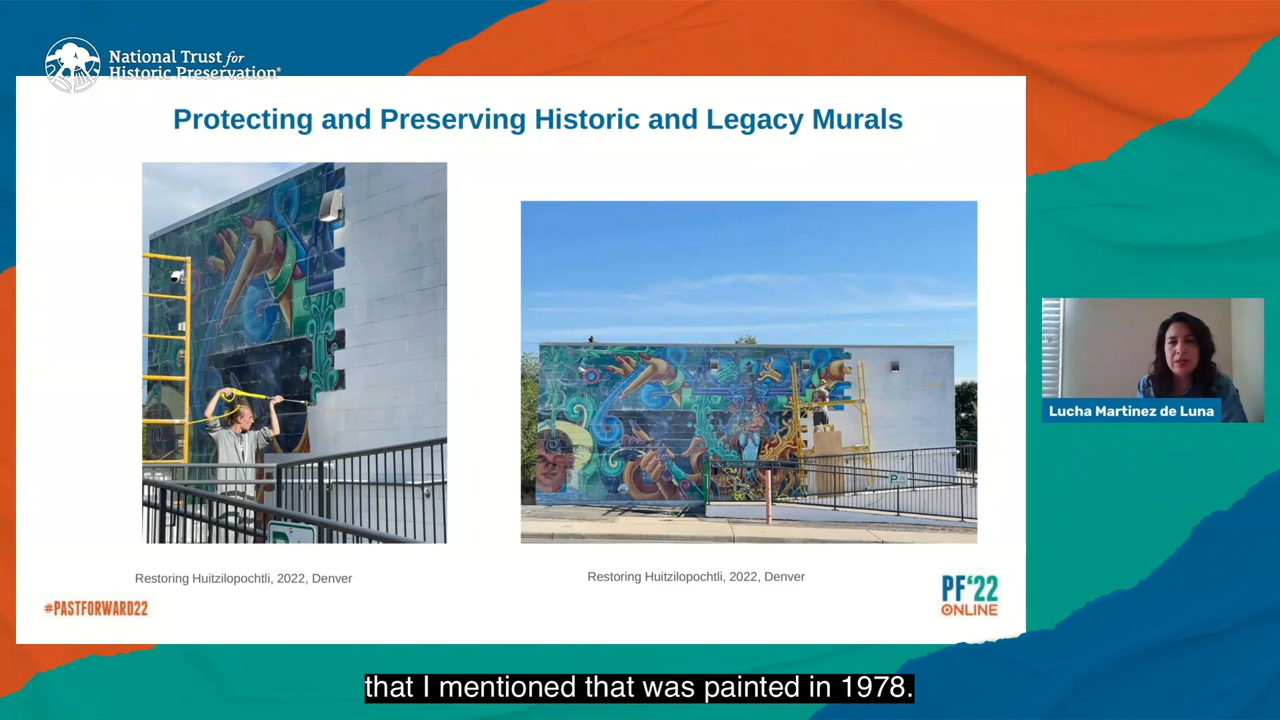 National Trust for
Historic Preservation®
Protecting and Preserving Historic and Legacy Murals
Lucha Martinez de Luna
Restoring Huitzilopochtli, 2022, Denver
Restoring Huitzilopochtli, 2022, Denver
#PASTFORWARD22
PF'22
ONLINE
that I mentioned that was painted in 1978.